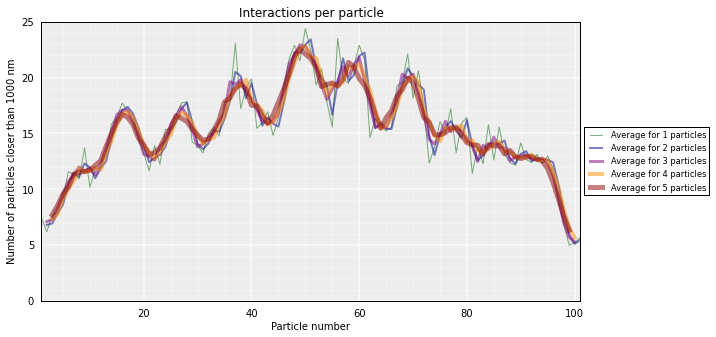 Interactions per particle
Number of particles closer than 1000 nm
25
20
15
10
5
0
20
40
60
80
100
Particle number
Average for 1 particles
Average for 2 particles
Average for 3 particles
Average for 4 particles
Average for 5 particles